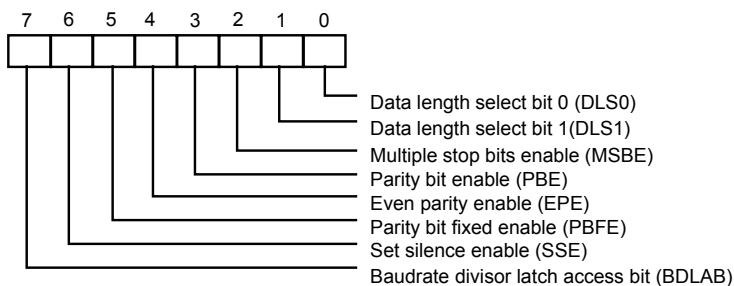 7 6 5 4 3 2 1 0
Data length select bit 0 (DLS0)
Data length select bit 1(DLS1)
Multiple stop bits enable (MSBE)
Parity bit enable (PBE)
Even parity enable (EPE)
Parity bit fixed enable (PBFE)
Set silence enable (SSE)
Baudrate divisor latch access bit (BDLAB)